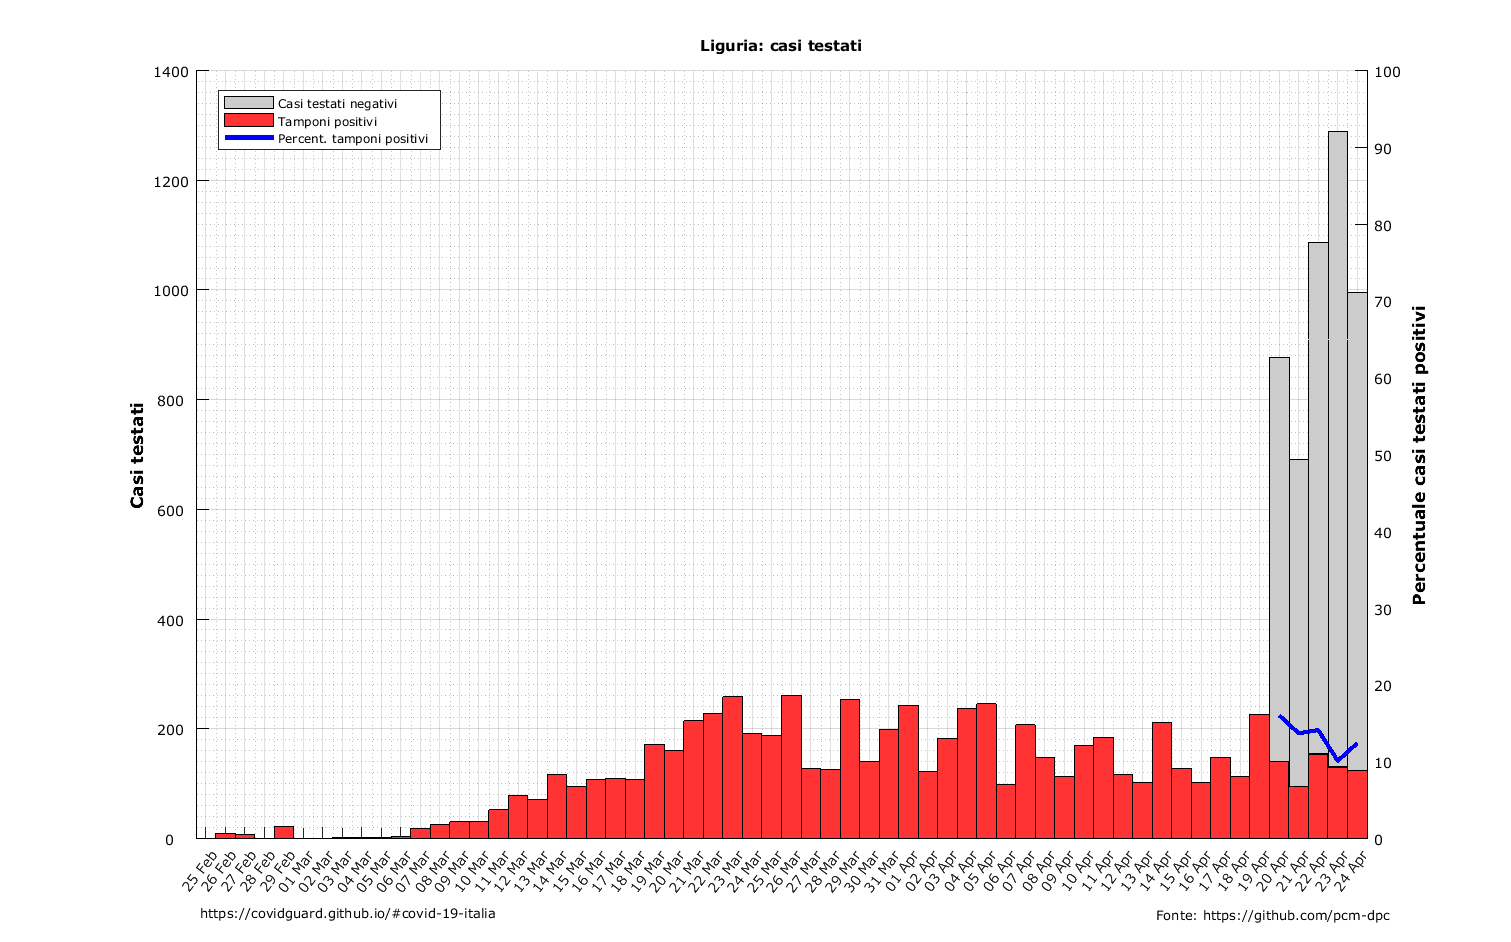 Liguria: casi testati
1400
1200
1000
800
600
400
200
0
Casi testati
Casi testati negativi
Tamponi positivi
Percent. tamponi positivi
100
90
80
70
60
50
40
30
20
10
0
Percentuale casi testati positivi
25 Feb
26 Feb
27 Feb
28 Feb
29 Feb
01 Mar
02 Mar
03 Mar
04 Mar
05 Mar
06 Mar
07 Mar
08 Mar
09 Mar
10 Mar
11 Mar
12 Mar
13 Mar
14 Mar
15 Mar
16 Mar
17 Mar
18 Mar
19 Mar
20 Mar
21 Mar
22 Mar
23 Mar
24 Mar
25 Mar
26 Mar
27 Mar
28 Mar
29 Mar
30 Mar
31 Mar
01 Apr
02 Apr
03 Apr
04 Apr
05 Apr
06 Apr
07 Apr
08 Apr
09 Apr
10 Apr
11 Apr
12 Apr
13 Apr
14 Apr
15 Apr
16 Apr
17 Apr
18 Apr
19 Apr
20 Apr
21 Apr
22 Apr
23 Apr
24 Apr
https://covidguard.github.io/#covid-19-italia
Fonte: https://github.com/pcm-dpc